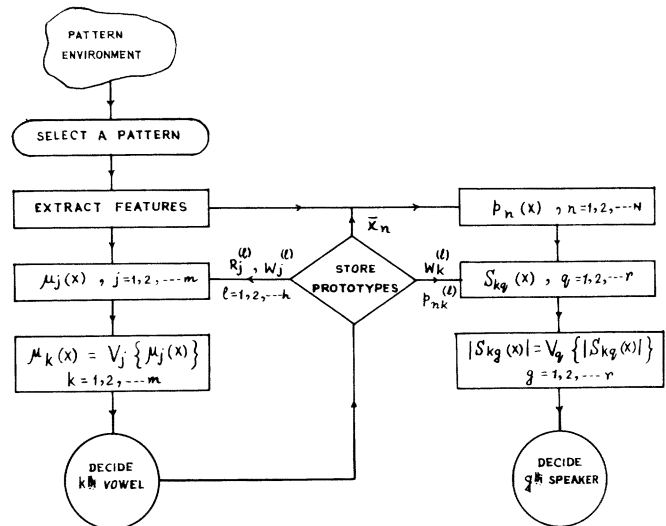 PATTERN
ENVIRONMENT
SELECT A PATTERN
EXTRACT FEATURES
μj(x) , j=1,2,---m
μk(x) = Vj {μj(x)}
k=1,2,---m
DECIDE
kth VOWEL
Rj(l) , Wj(l)
l=1,2,---h
STORE
PROTOTYPES
x̄n
Wk(l)
pnk(l)
pn(x) , n=1,2,---N
Skq(x) , q=1,2,---r
|Skg(x)|=Vq {|Skq(x)|}
g=1,2,---r
DECIDE
gth SPEAKER